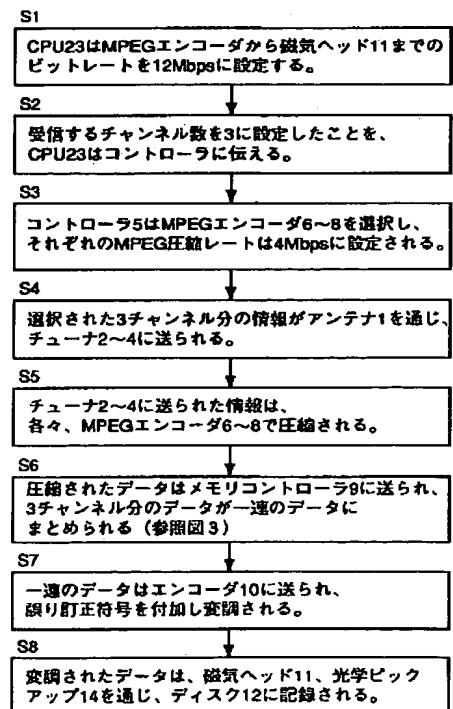 S1
CPU23はMPEGエンコーダから磁気ヘッド11までの
ビットレートを12Mbpsに設定する。
S2
受信するチャンネル数を3に設定したことを、
CPU23はコントローラに伝える。
S3
コントローラ5はMPEGエンコーダ6〜8を選択し、
それぞれのMPEG圧縮レートは4Mbpsに設定される。
S4
選択された3チャンネル分の情報がアンテナ1を通じ、
チューナ2〜4に送られる。
S5
チューナ2〜4に送られた情報は、
各々、MPEGエンコーダ6〜8で圧縮される。
S6
圧縮されたデータはメモリコントローラ9に送られ、
3チャンネル分のデータが一連のデータに
まとめられる（参照図3）
S7
一連のデータはエンコーダ10に送られ、
誤り訂正符号を付加し変調される。
S8
変調されたデータは、磁気ヘッド11、光学ピック
アップ14を通じ、ディスク12に記録される。